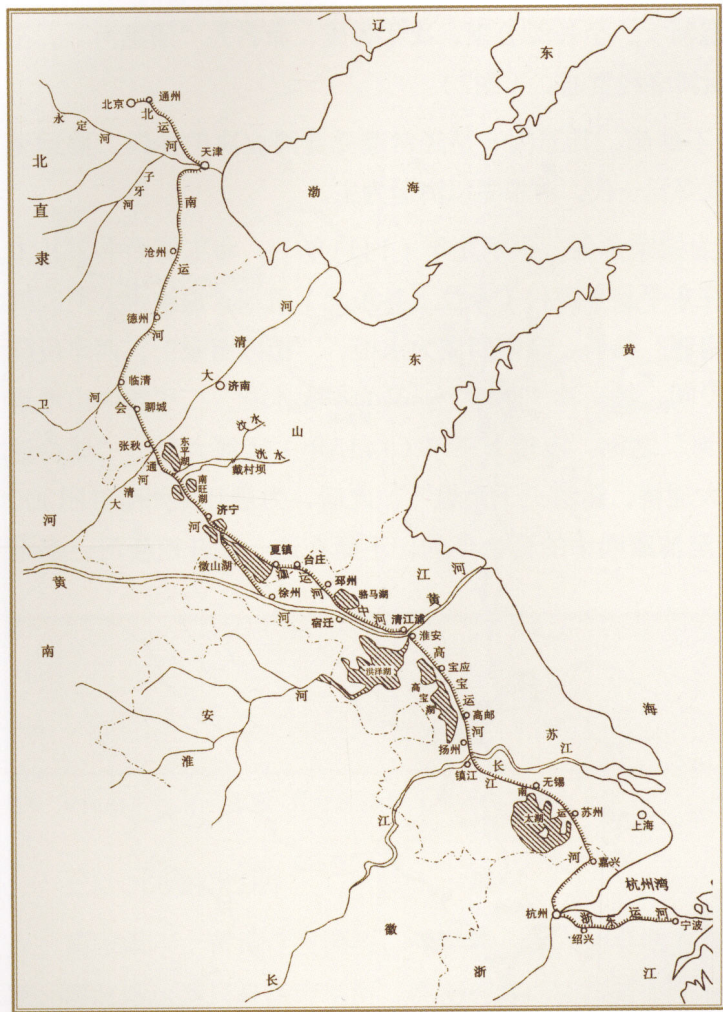 辽
东
北京
通州
北运河
永定河
天津
子牙河
北直隶
渤海
南运河
沧州
德州
大清河
济南
东
黄
海
卫河
临清
会通河
聊城
张秋
东平湖
汶水
山
洸水
戴村坝
大清河
南旺湖
济宁
河
河南
黄河
微山湖
夏镇
台庄
运河
邳州
骆马湖
中河
徐州
宿迁
江
黄河
清江浦
淮安
洪泽湖
淮河
安
高宝运河
宝应
高宝湖
高邮
扬州
镇江
苏
长江
江南运河
无锡
太湖
苏州
上海
嘉兴
杭州湾
杭州
浙东运河
绍兴
宁波
徽
浙
江
长江